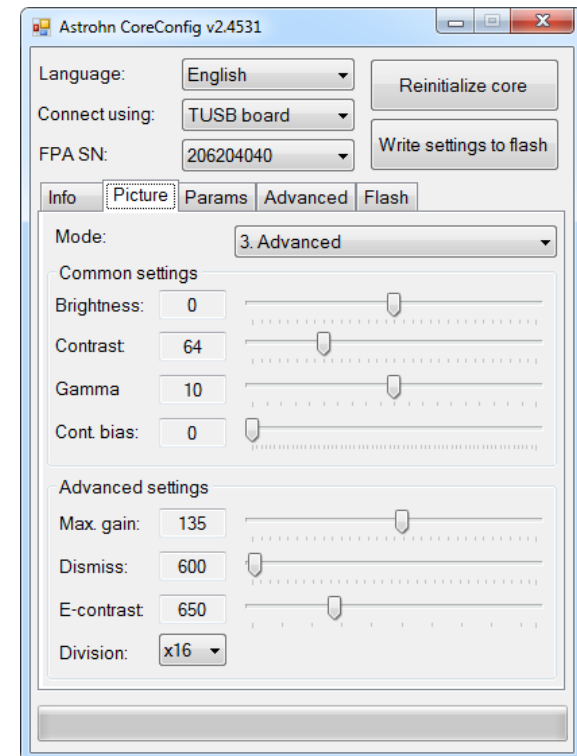 Astrohn CoreConfig v2.4531
Language: English Reinitialize core
Connect using: TUSB board
FPA SN: 206204040 Write settings to flash
Info Picture Params Advanced Flash
Mode: 3. Advanced
Common settings
Brightness: 0
Contrast: 64
Gamma 10
Cont. bias: 0
Advanced settings
Max. gain: 135
Dismiss: 600
E-contrast: 650
Division: x16